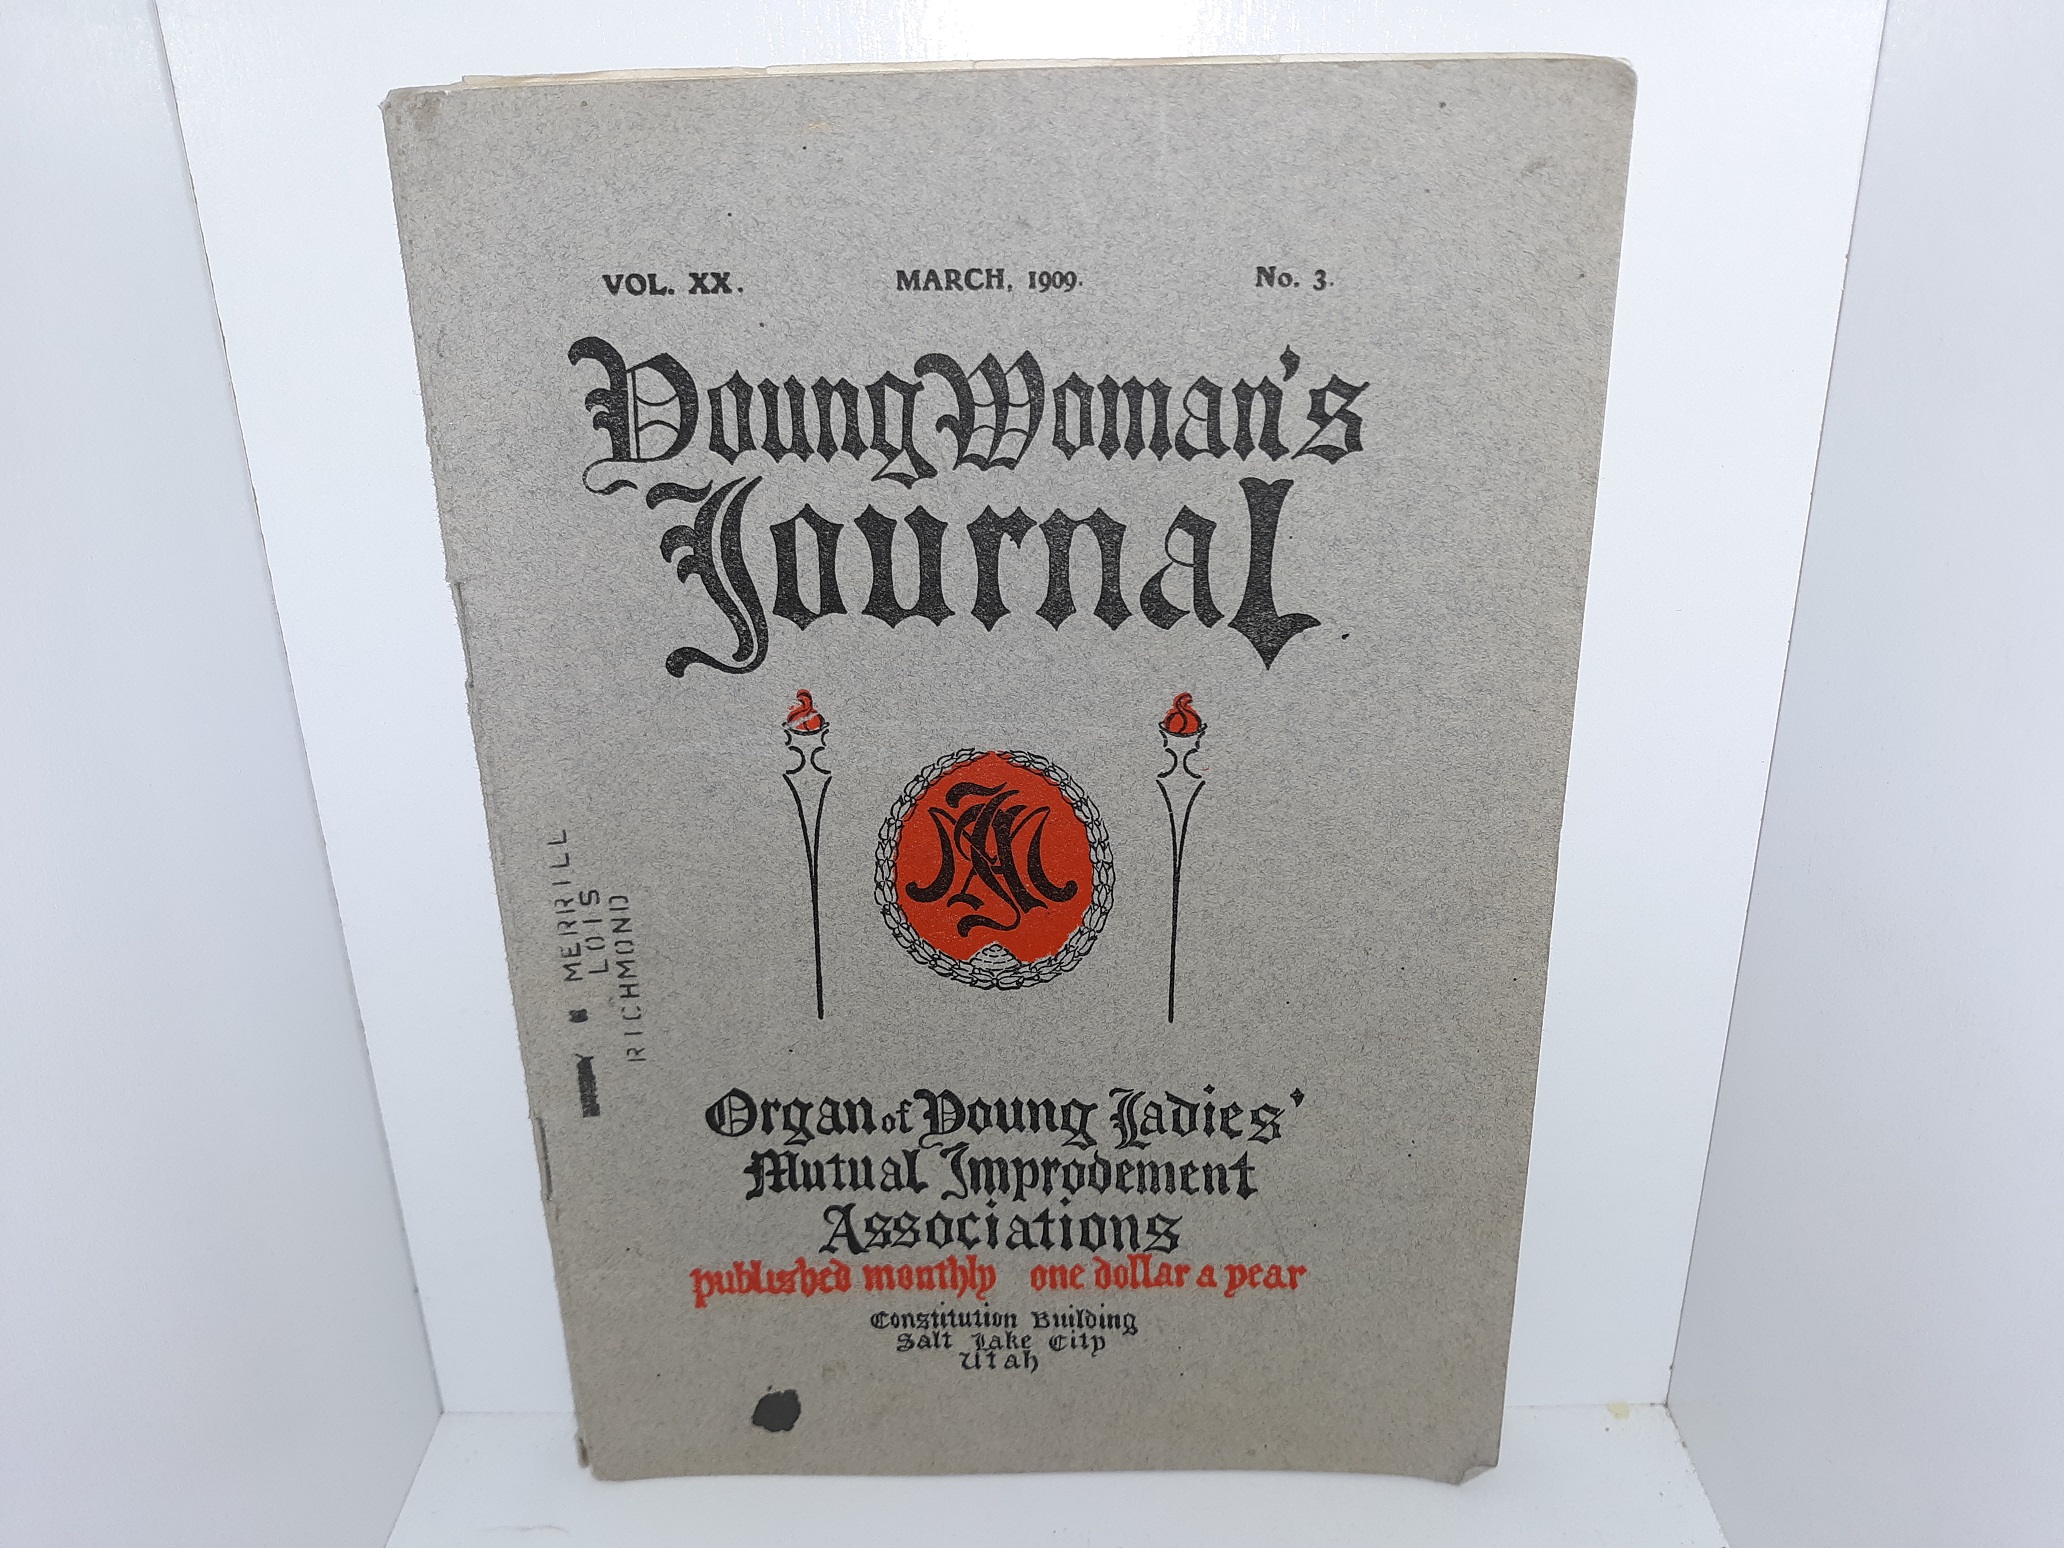 VOL. XX. MARCH, 1909. No. 3.
Young Woman's
Journal
MERRILL
LOIS
RICHMOND
Organ of Young Ladies'
Mutual Improvement
Associations
published monthly one dollar a year
Constitution Building
Salt Lake City
Utah